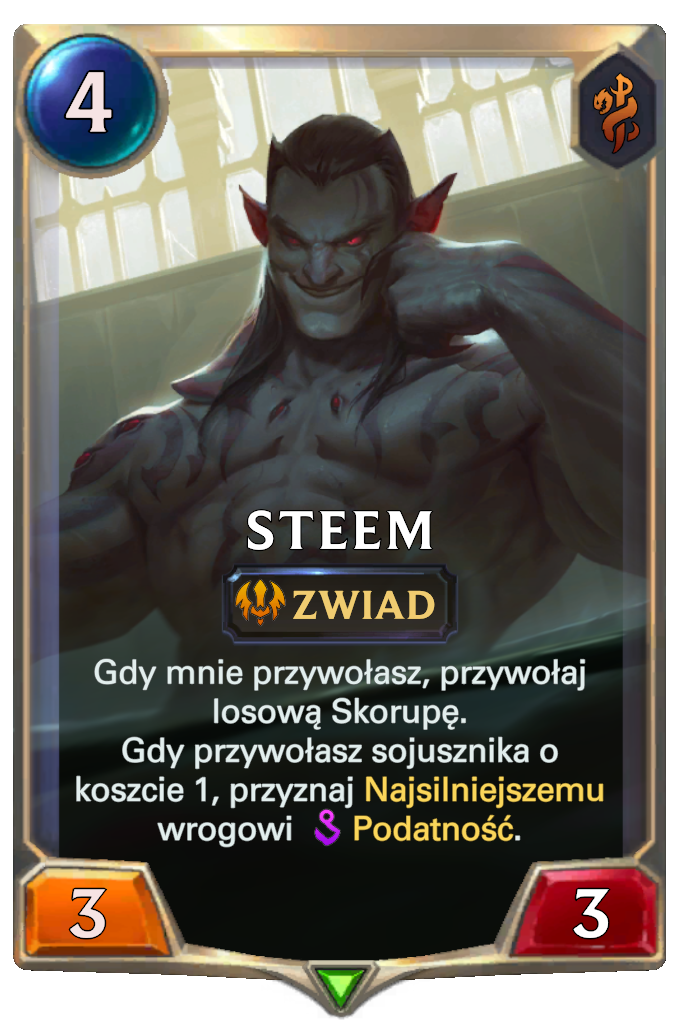 4
STEEM
ZWIAD
Gdy mnie przywołasz, przywołaj
losową Skorupę.
Gdy przywołasz sojusznika o
koszcie 1, przyznaj Najsilniejszemu
wrogowi Podatność.
3
3